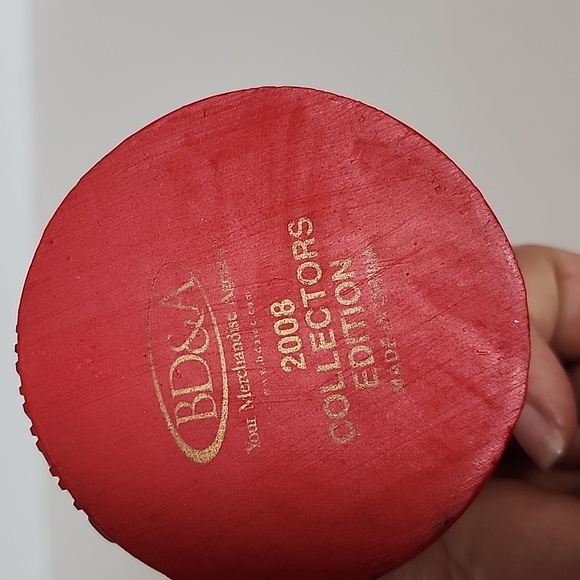 BD&A
Your Merchandise Agency
2008
COLLECTORS
EDITION
MADE IN CHINA